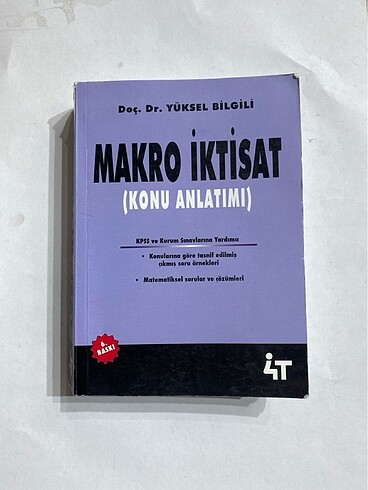 Doç. Dr. YÜKSEL BİLGİLİ
MAKRO İKTİSAT
(KONU ANLATIMI)
KPSS ve Kurum Sınavlarına Yardımcı
• Konularına göre tasnif edilmiş
çıkmış soru örnekleri
• Matematiksel sorular ve çözümleri
6.
BASKI
4T